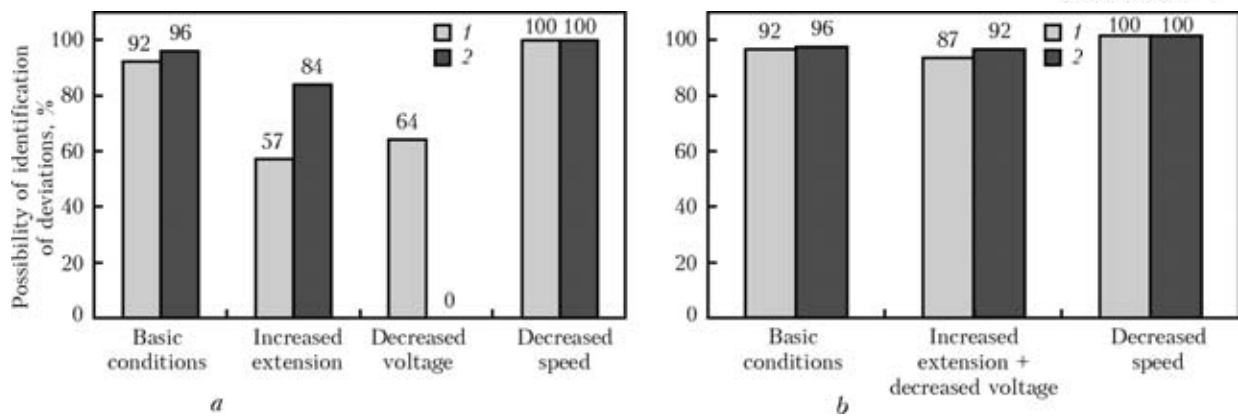 Possibility of identification
of deviations, %
100
80
60
40
20
0
92 96
57 84
64 0
100 100
1
2
Basic
conditions
Increased
extension
Decreased
voltage
Decreased
speed
a
100
80
60
40
20
0
92 96
87 92
100 100
1
2
Basic
conditions
Increased
extension +
decreased voltage
Decreased
speed
b